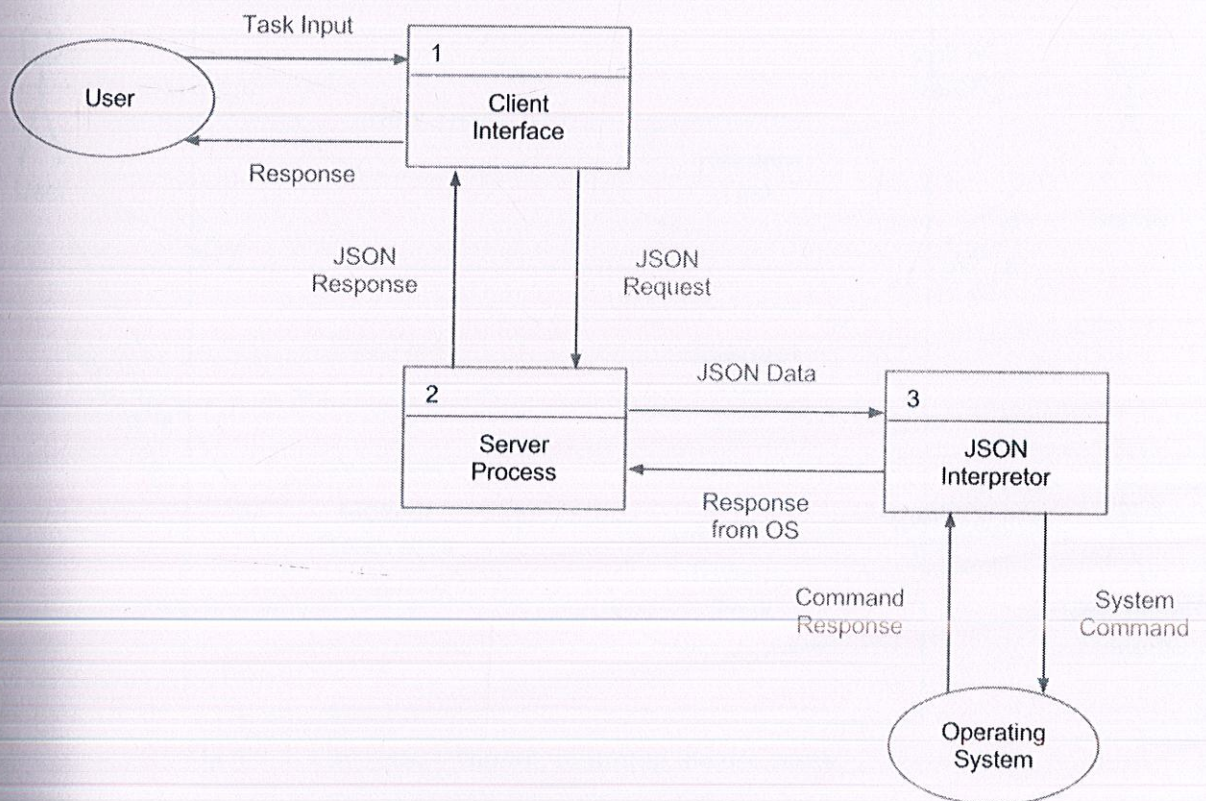 Task Input
1
User
Client
Interface
Response
JSON
Response
JSON
Request
JSON Data
2
3
Server
Process
JSON
Interpretor
Response
from OS
Command
Response
System
Command
Operating
System